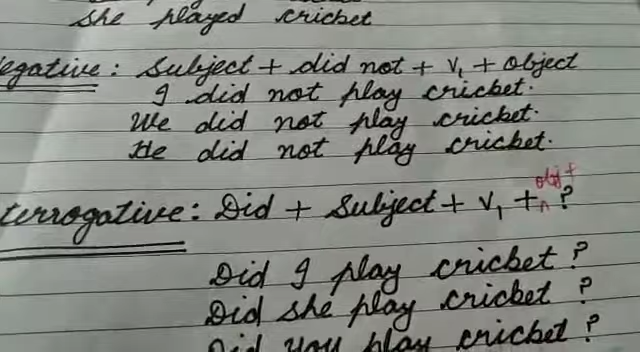 She played cricket
egative: Subject + did not + V₁ + Object
I did not play cricket.
We did not play cricket.
He did not play cricket.
terrogative: Did + Subject + V₁ + obj + ?
Did I play cricket?
Did she play cricket?
Did you play cricket?